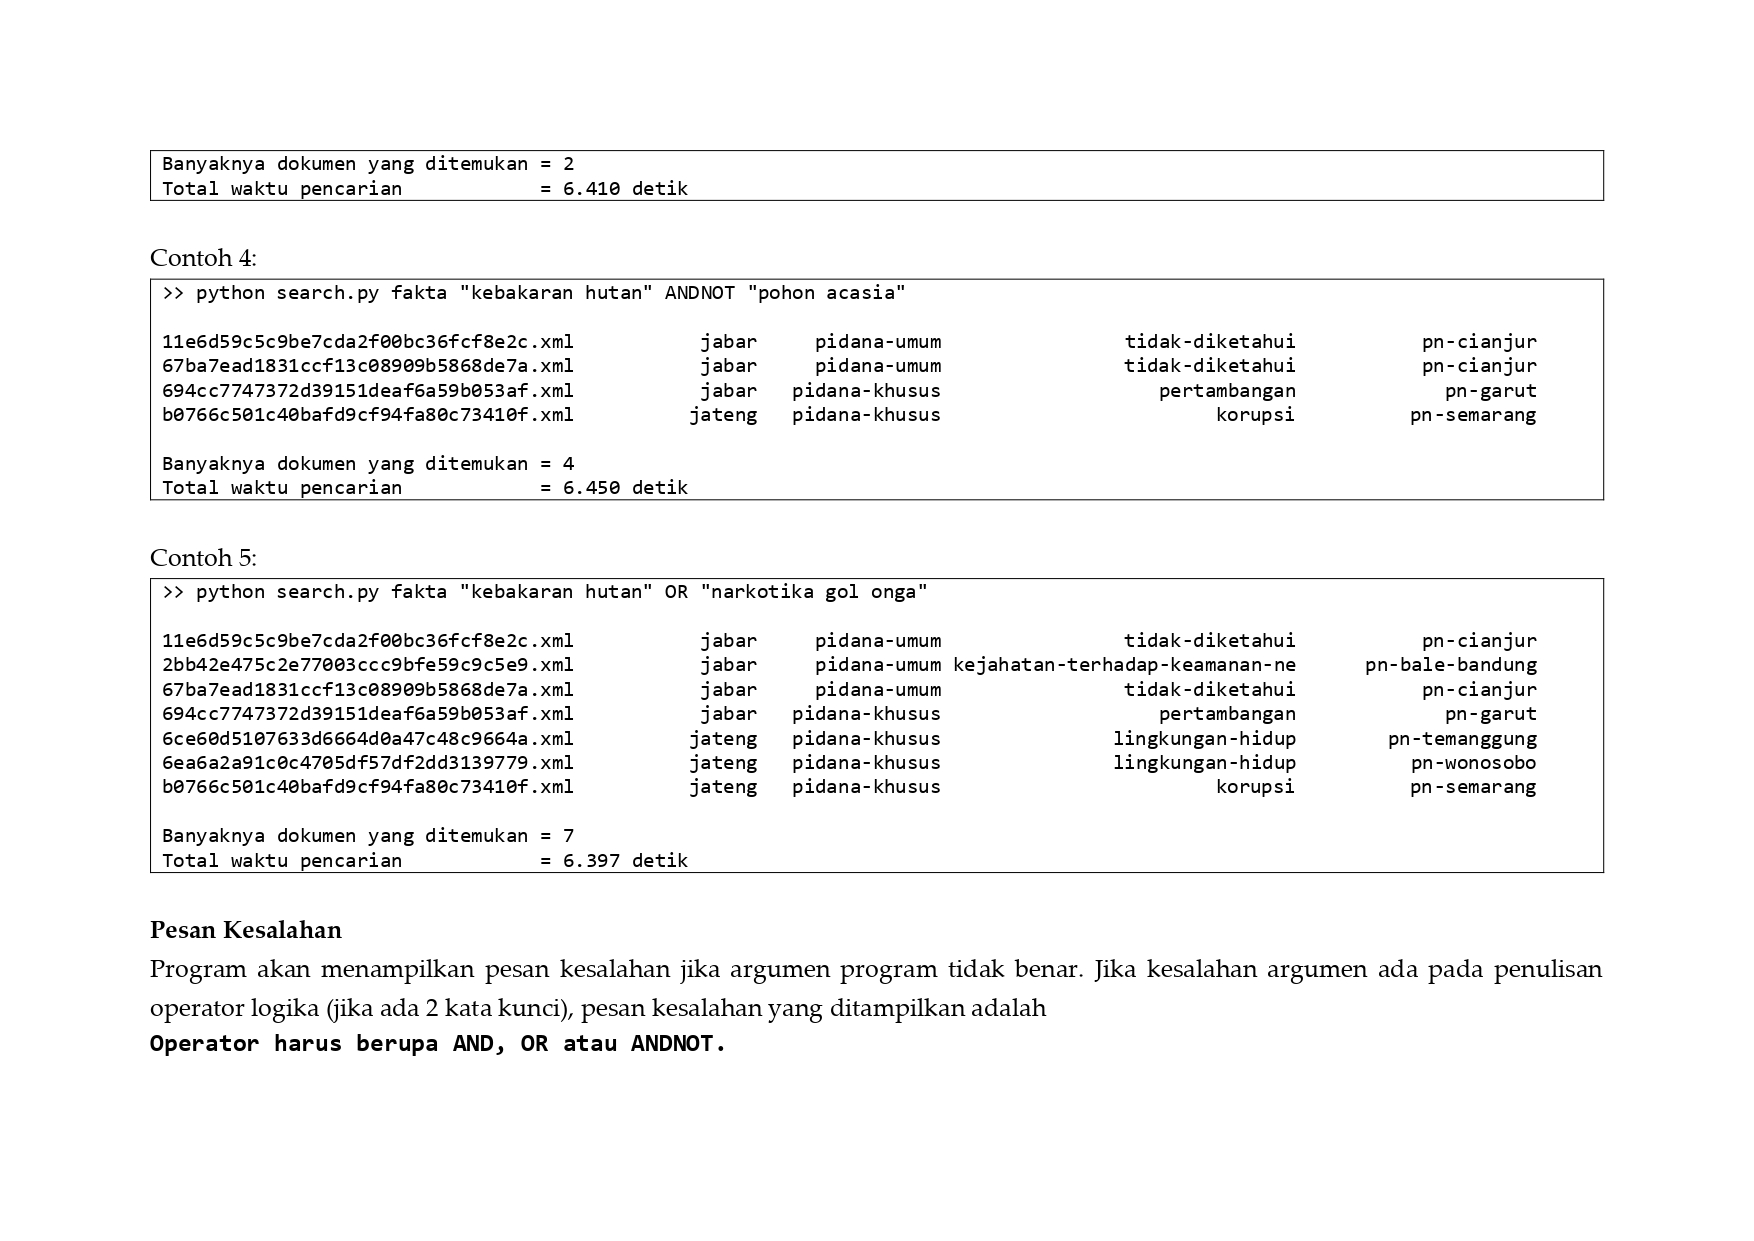 Banyaknya dokumen yang ditemukan = 2
Total waktu pencarian            = 6.410 detik
Contoh 4:
>> python search.py fakta "kebakaran hutan" ANDNOT "pohon acasia"
11e6d59c5c9be7cda2f00bc36fcf8e2c.xml           jabar     pidana-umum                tidak-diketahui           pn-cianjur
67ba7ead1831ccf13c08909b5868de7a.xml           jabar     pidana-umum                tidak-diketahui           pn-cianjur
694cc7747372d39151deaf6a59b053af.xml           jabar   pidana-khusus                   pertambangan             pn-garut
b0766c501c40bafd9cf94fa80c73410f.xml          jateng   pidana-khusus                        korupsi          pn-semarang
Banyaknya dokumen yang ditemukan = 4
Total waktu pencarian            = 6.450 detik
Contoh 5:
>> python search.py fakta "kebakaran hutan" OR "narkotika gol onga"
11e6d59c5c9be7cda2f00bc36fcf8e2c.xml           jabar     pidana-umum                tidak-diketahui           pn-cianjur
2bb42e475c2e77003ccc9bfe59c9c5e9.xml           jabar     pidana-umum kejahatan-terhadap-keamanan-ne      pn-bale-bandung
67ba7ead1831ccf13c08909b5868de7a.xml           jabar     pidana-umum                tidak-diketahui           pn-cianjur
694cc7747372d39151deaf6a59b053af.xml           jabar   pidana-khusus                   pertambangan             pn-garut
6ce60d5107633d6664d0a47c48c9664a.xml          jateng   pidana-khusus               lingkungan-hidup        pn-temanggung
6ea6a2a91c0c4705df57df2dd3139779.xml          jateng   pidana-khusus               lingkungan-hidup          pn-wonosobo
b0766c501c40bafd9cf94fa80c73410f.xml          jateng   pidana-khusus                        korupsi          pn-semarang
Banyaknya dokumen yang ditemukan = 7
Total waktu pencarian            = 6.397 detik
Pesan Kesalahan
Program akan menampilkan pesan kesalahan jika argumen program tidak benar. Jika kesalahan argumen ada pada penulisan
operator logika (jika ada 2 kata kunci), pesan kesalahan yang ditampilkan adalah
Operator harus berupa AND, OR atau ANDNOT.